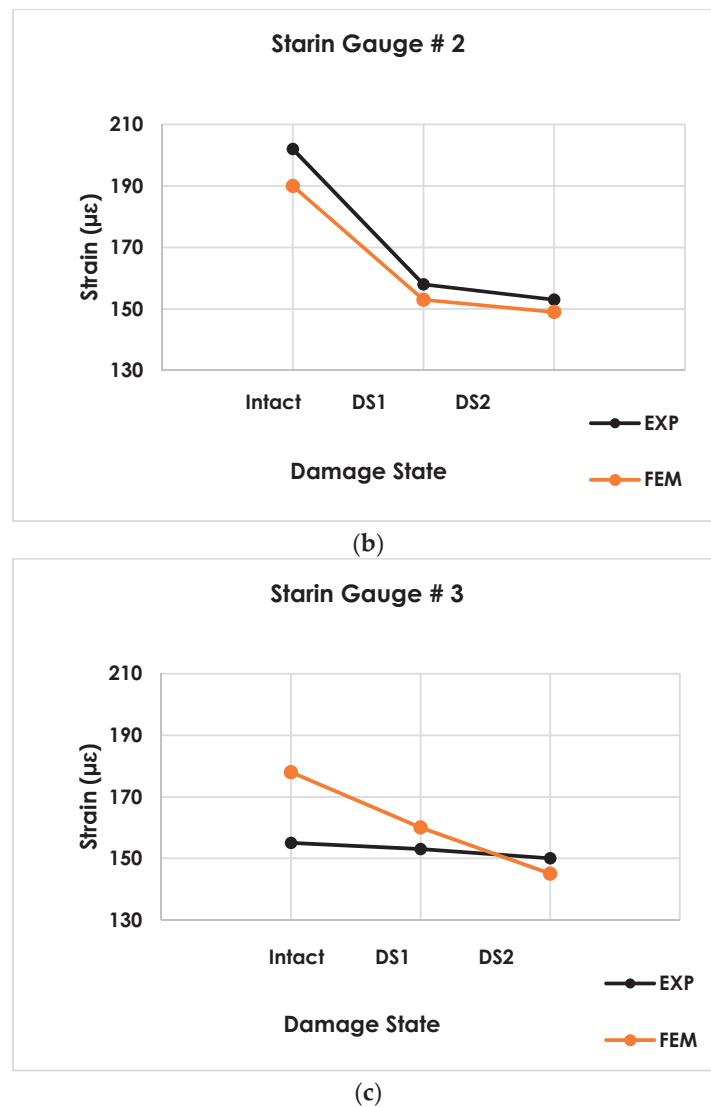 Starin Gauge # 2
210
190
170
150
130
Strain (με)
Intact DS1 DS2
EXP
Damage State
FEM
(b)
Starin Gauge # 3
210
190
170
150
130
Strain (με)
Intact DS1 DS2
EXP
Damage State
FEM
(c)